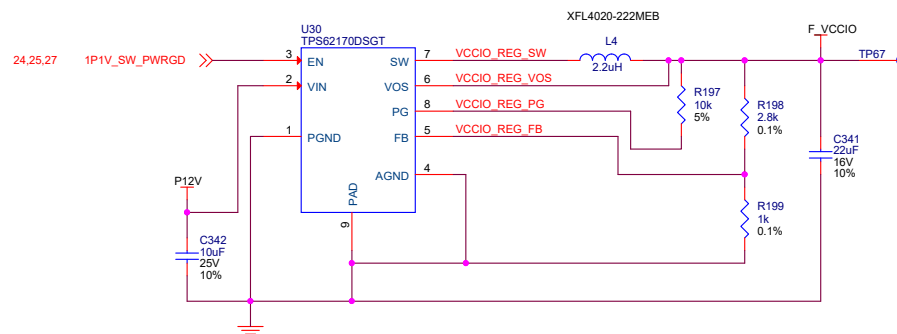 XFL4020-222MEB
F_VCCIO
U30
TPS62170DSGT
L4
24,25,27 1P1V_SW_PWRGD
3 EN SW 7 VCCIO_REG_SW
2.2uH
TP67
2 VIN VOS 6 VCCIO_REG_VOS
R197
10k
5%
PG 8 VCCIO_REG_PG
R198
2.8k
0.1%
1 PGND FB 5 VCCIO_REG_FB
C341
22uF
16V
10%
AGND 4
P12V
PAD
9
R199
1k
0.1%
C342
10uF
25V
10%